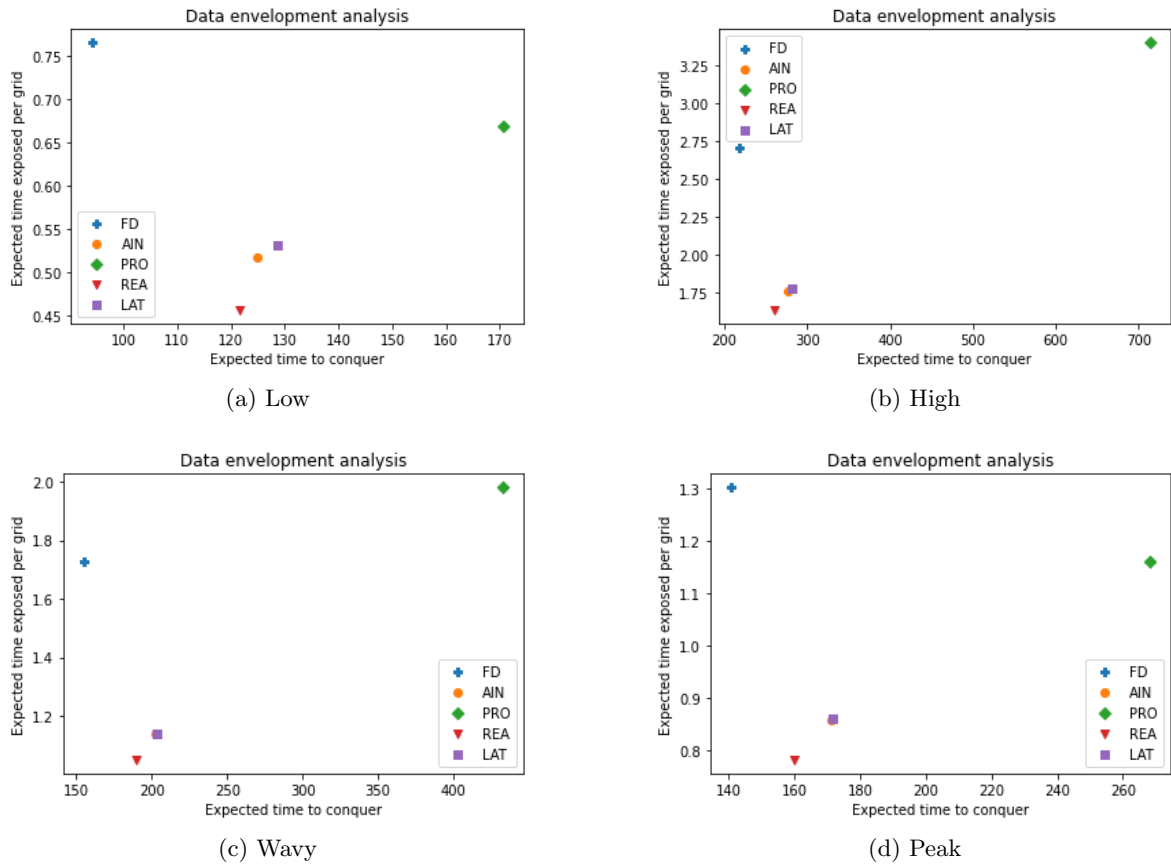 Data envelopment analysis
Expected time exposed per grid
0.75
0.70
0.65
0.60
0.55
0.50
0.45
FD
AIN
PRO
REA
LAT
100 110 120 130 140 150 160 170
Expected time to conquer
(a) Low
Data envelopment analysis
Expected time exposed per grid
3.25
3.00
2.75
2.50
2.25
2.00
1.75
FD
AIN
PRO
REA
LAT
200 300 400 500 600 700
Expected time to conquer
(b) High
Data envelopment analysis
Expected time exposed per grid
2.0
1.8
1.6
1.4
1.2
FD
AIN
PRO
REA
LAT
150 200 250 300 350 400
Expected time to conquer
(c) Wavy
Data envelopment analysis
Expected time exposed per grid
1.3
1.2
1.1
1.0
0.9
0.8
FD
AIN
PRO
REA
LAT
140 160 180 200 220 240 260
Expected time to conquer
(d) Peak